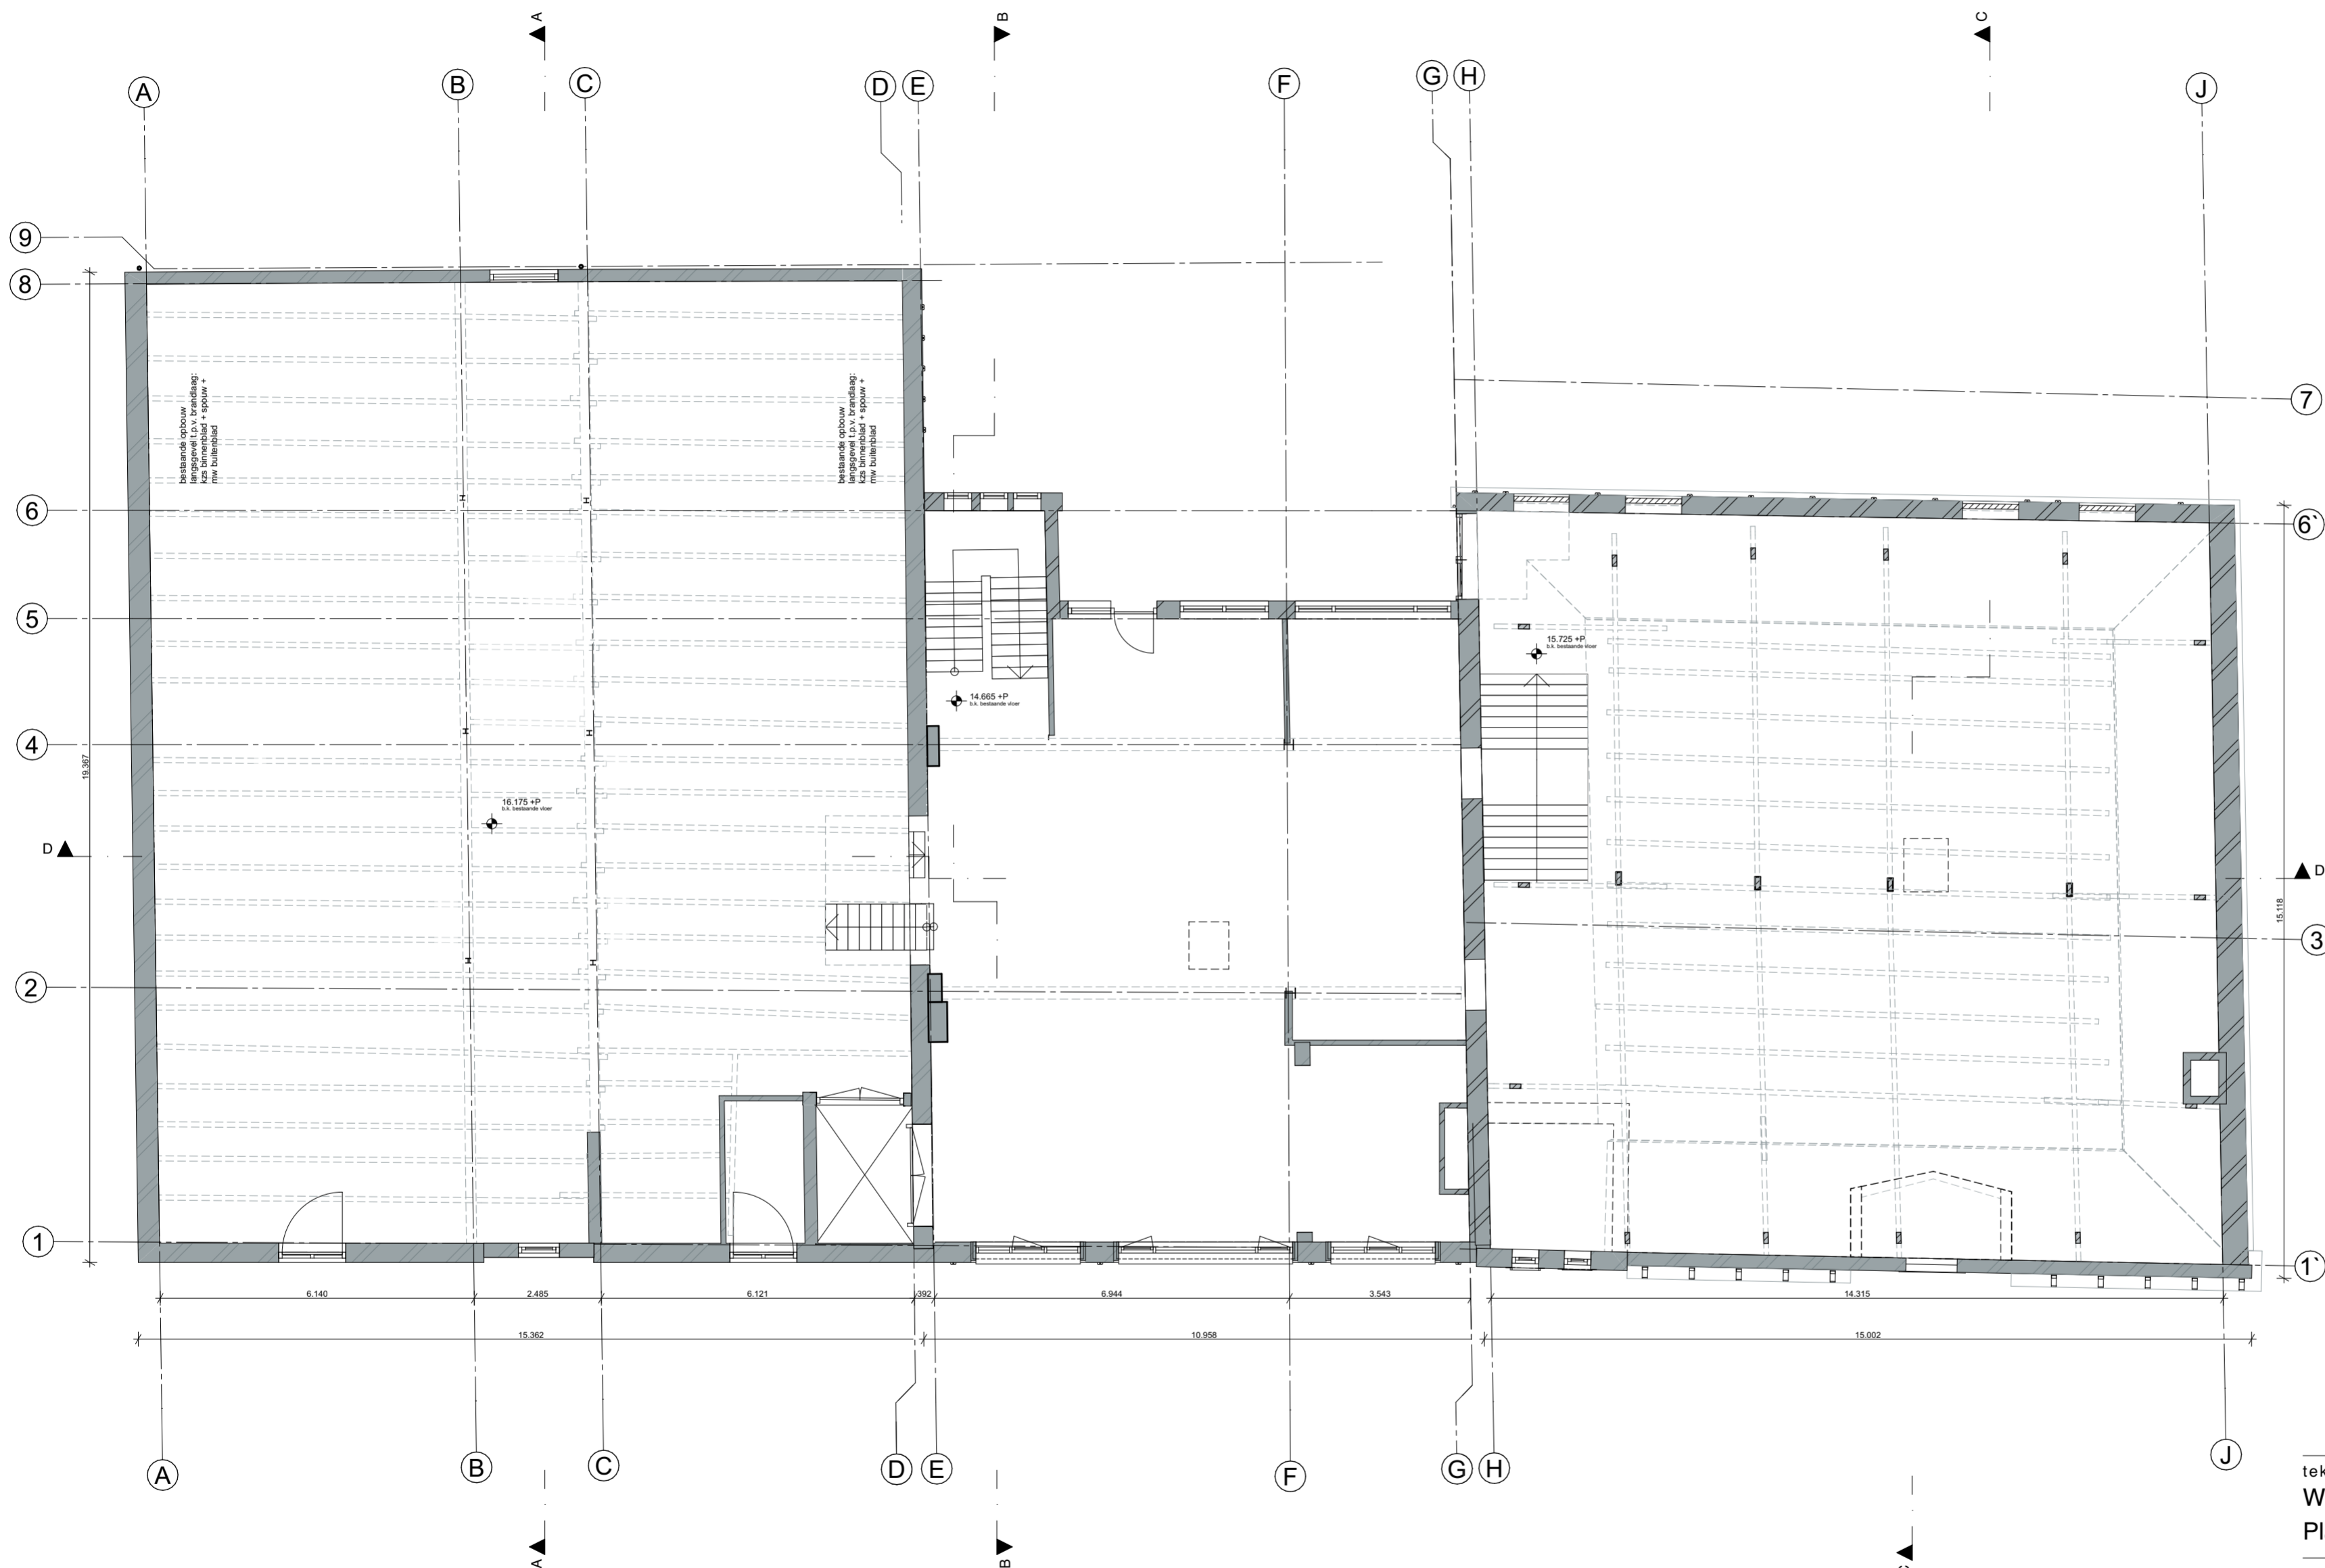 A
B
C
A
B
C
D
E
F
G
H
J
9
8
7
bestaande opbouw
langsgevel t.p.v. brandlaag:
kzs binnenblad + spouw +
mw buitenblad
bestaande opbouw
langsgevel t.p.v. brandlaag:
kzs binnenblad + spouw +
mw buitenblad
6
6`
5
15.725 +P
b.k. bestaande vloer
14.665 +P
b.k. bestaande vloer
4
19.367
16.175 +P
b.k. bestaande vloer
D
D
15.118
3
2
1
1`
6.140
2.485
6.121
392
6.944
3.543
14.315
15.362
10.958
15.002
A
B
C
D
E
F
G
H
J
tek
W
Pl
A
B